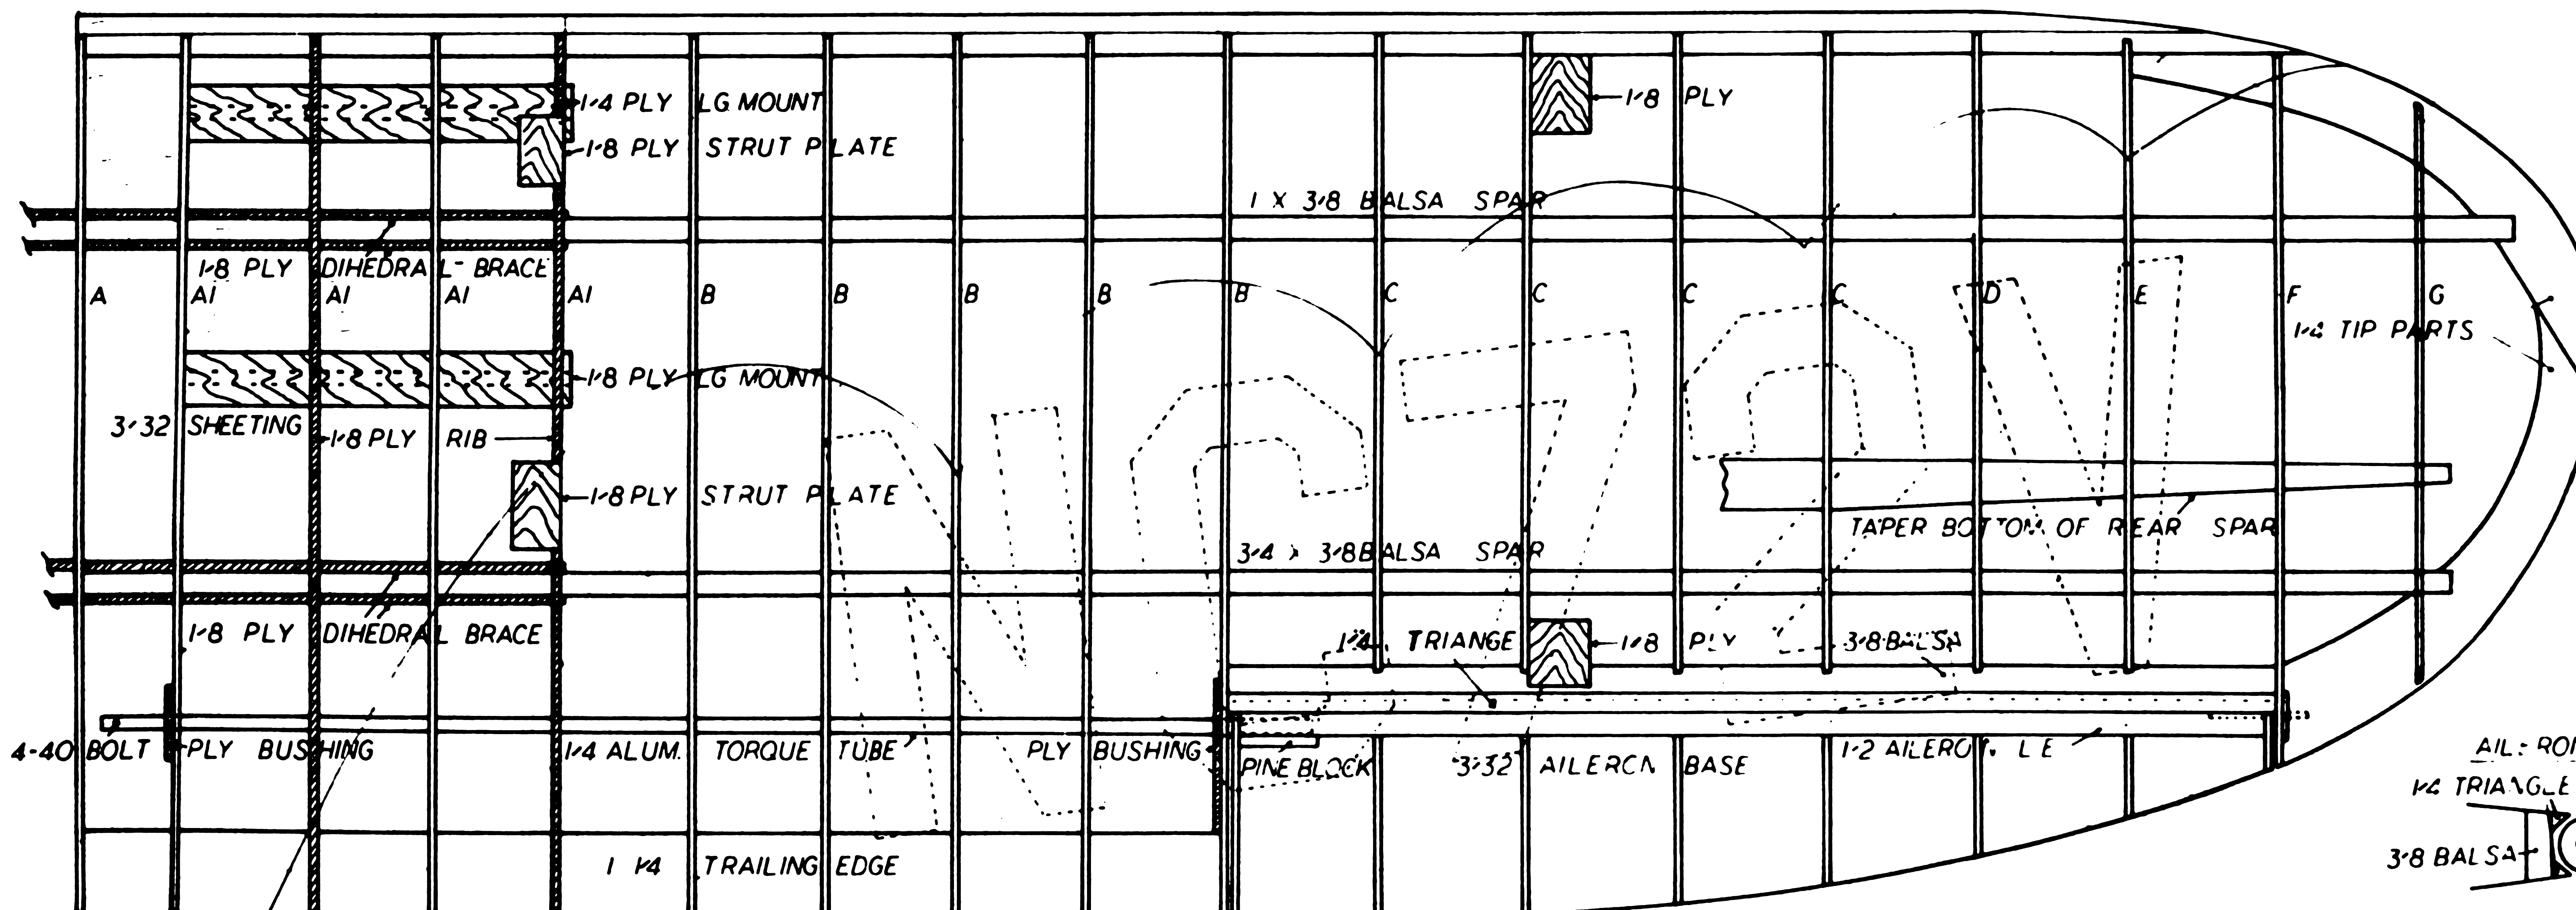 1-4 PLY LG MOUNT
1-8 PLY
1-8 PLY STRUT PLATE
1 X 3-8 BALSA SPAR
1-8 PLY DIHEDRAL BRACE
A A1 A1 A1 A1 B B B B B C C C C D E F G
1-4 TIP PARTS
1-8 PLY LG MOUNT
3-32 SHEETING
1-8 PLY RIB
1-8 PLY STRUT PLATE
TAPER BOTTOM OF REAR SPAR
3-4 X 3-8 BALSA SPAR
1-8 PLY DIHEDRAL BRACE
1-4 TRIANGE
1-8 PLY
3-8 BALSA
4-40 BOLT
PLY BUSHING
1-4 ALUM. TORQUE TUBE
PLY BUSHING
PINE BLOCK
3-32 AILERON BASE
1-2 AILERON L E
1-4 TRIANGLE
3-8 BALSA
1 1-4 TRAILING EDGE